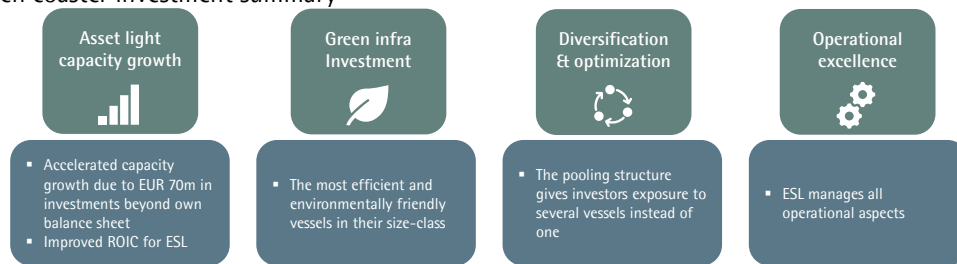 coaster investment summary
Asset light
capacity growth
▪ Accelerated capacity
growth due to EUR 70m in
investments beyond own
balance sheet
▪ Improved ROIC for ESL
Green infra
Investment
▪ The most efficient and
environmentally friendly
vessels in their size-class
Diversification
& optimization
▪ The pooling structure
gives investors exposure to
several vessels instead of
one
Operational
excellence
▪ ESL manages all
operational aspects